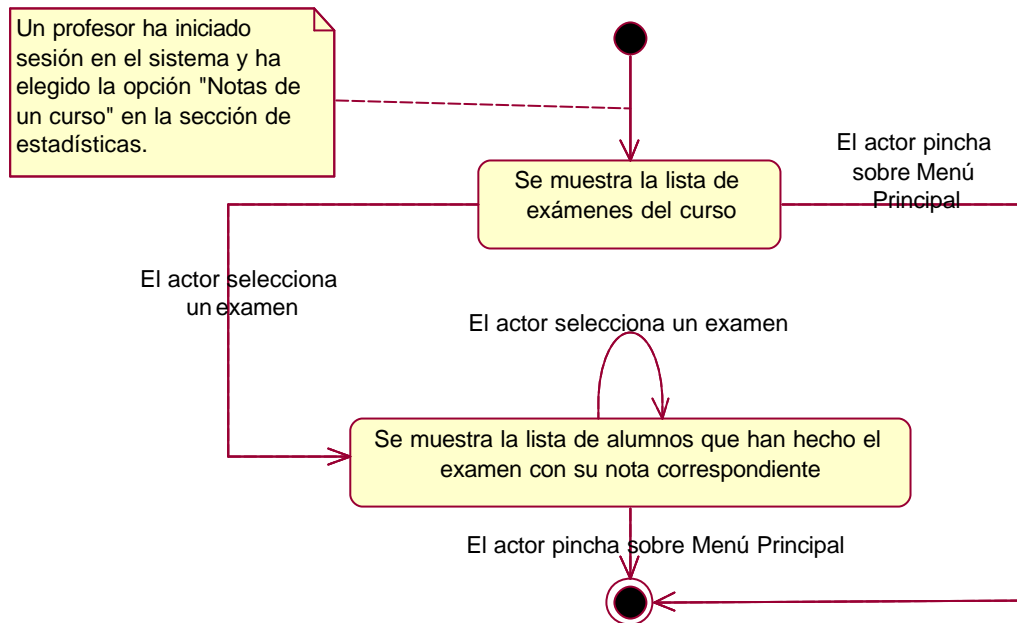 Un profesor ha iniciado
sesión en el sistema y ha
elegido la opción "Notas de
un curso" en la sección de
estadísticas.
El actor pincha
sobre Menú
Principal
Se muestra la lista de
exámenes del curso
El actor selecciona
un examen
El actor selecciona un examen
Se muestra la lista de alumnos que han hecho el
examen con su nota correspondiente
El actor pincha sobre Menú Principal